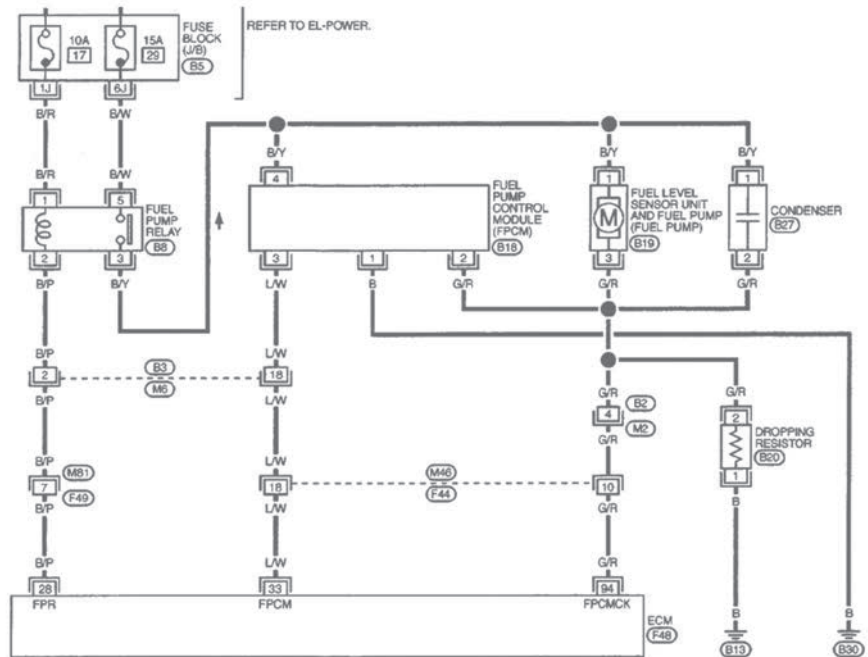 10A
17
15A
29
FUSE
BLOCK
(J/B)
B5
REFER TO EL-POWER.
1J
6J
B/R
B/W
B/Y
B/Y
B/Y
B/R
B/W
4
1
1
1
5
FUEL
PUMP
RELAY
B8
FUEL
PUMP
CONTROL
MODULE
(FPCM)
B18
M
FUEL LEVEL
SENSOR UNIT
AND FUEL PUMP
(FUEL PUMP)
B19
CONDENSER
B27
2
3
3
1
2
3
2
B/P
B/Y
L/W
B
G/R
G/R
G/R
B/P
L/W
2
B3
M6
18
B/P
L/W
G/R
4
B2
M2
G/R
G/R
2
DROPPING
RESISTOR
B20
1
B/P
7
M81
F49
B/P
L/W
18
L/W
M46
F44
G/R
10
G/R
B
B/P
L/W
G/R
B
B
28
33
94
FPR
FPCM
FPCMCK
ECM
F48
B13
B30